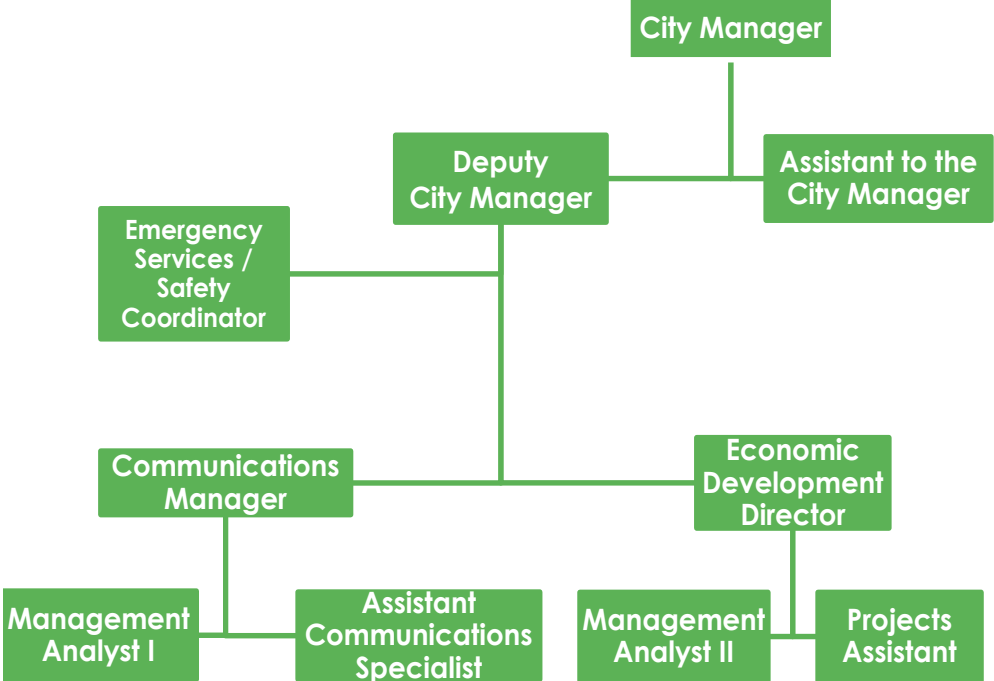 City Manager
Deputy
City Manager
Assistant to the
City Manager
Emergency
Services /
Safety
Coordinator
Communications
Manager
Economic
Development
Director
Management
Analyst I
Assistant
Communications
Specialist
Management
Analyst II
Projects
Assistant